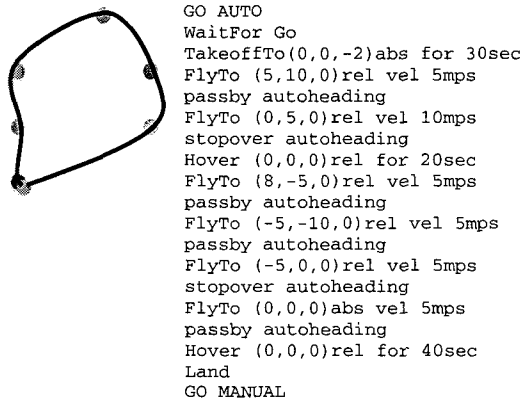 GO AUTO
WaitFor Go
TakeoffTo(0,0,-2)abs for 30sec
FlyTo (5,10,0)rel vel 5mps
passby autoheading
FlyTo (0,5,0)rel vel 10mps
stopover autoheading
Hover (0,0,0)rel for 20sec
FlyTo (8,-5,0)rel vel 5mps
passby autoheading
FlyTo (-5,-10,0)rel vel 5mps
passby autoheading
FlyTo (-5,0,0)rel vel 5mps
stopover autoheading
FlyTo (0,0,0)abs vel 5mps
passby autoheading
Hover (0,0,0)rel for 40sec
Land
GO MANUAL